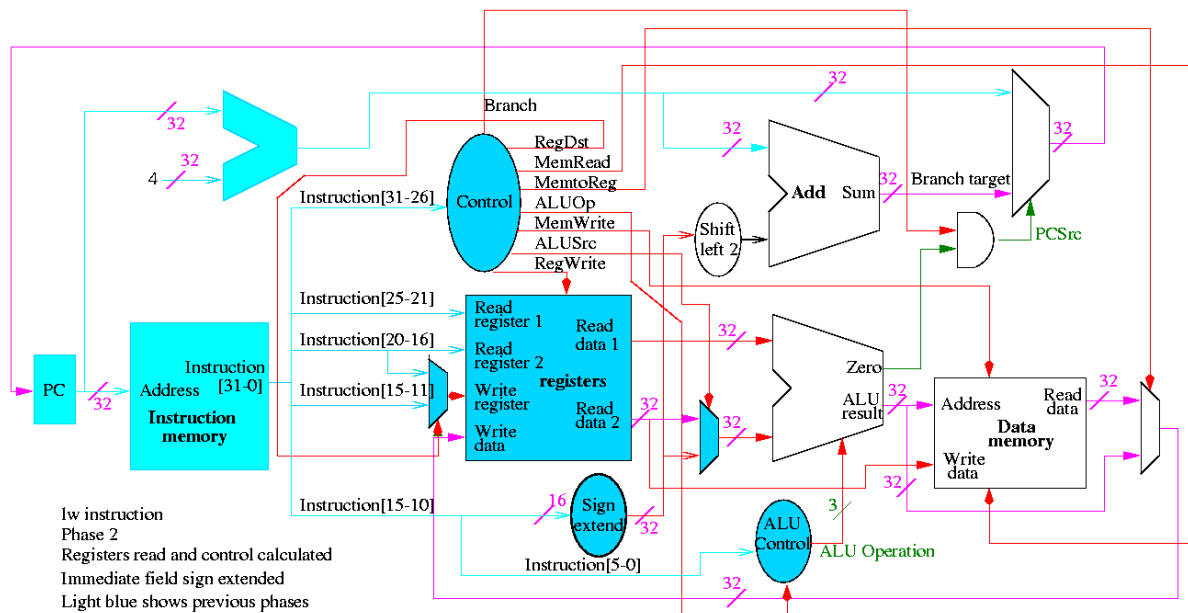 32
32
32
4
Branch
RegDst
MemRead
MemtoReg
ALUOp
MemWrite
ALUSrc
RegWrite
Control
Instruction[31-26]
32
32
Add
Sum
32
Branch target
32
Shift
left 2
PCSrc
Instruction[25-21]
Instruction[20-16]
Instruction[15-11]
Read
register 1
Read
register 2
Write
register
Write
data
Read
data 1
registers
Read
data 2
32
32
32
Zero
ALU
result
32
32
PC
32
Instruction
[31-0]
Address
Instruction
memory
Address
Read
data
Data
memory
Write
data
32
Instruction[15-10]
16
Sign
extend
32
ALU
Control
3
ALU Operation
Instruction[5-0]
32
lw instruction
Phase 2
Registers read and control calculated
Immediate field sign extended
Light blue shows previous phases